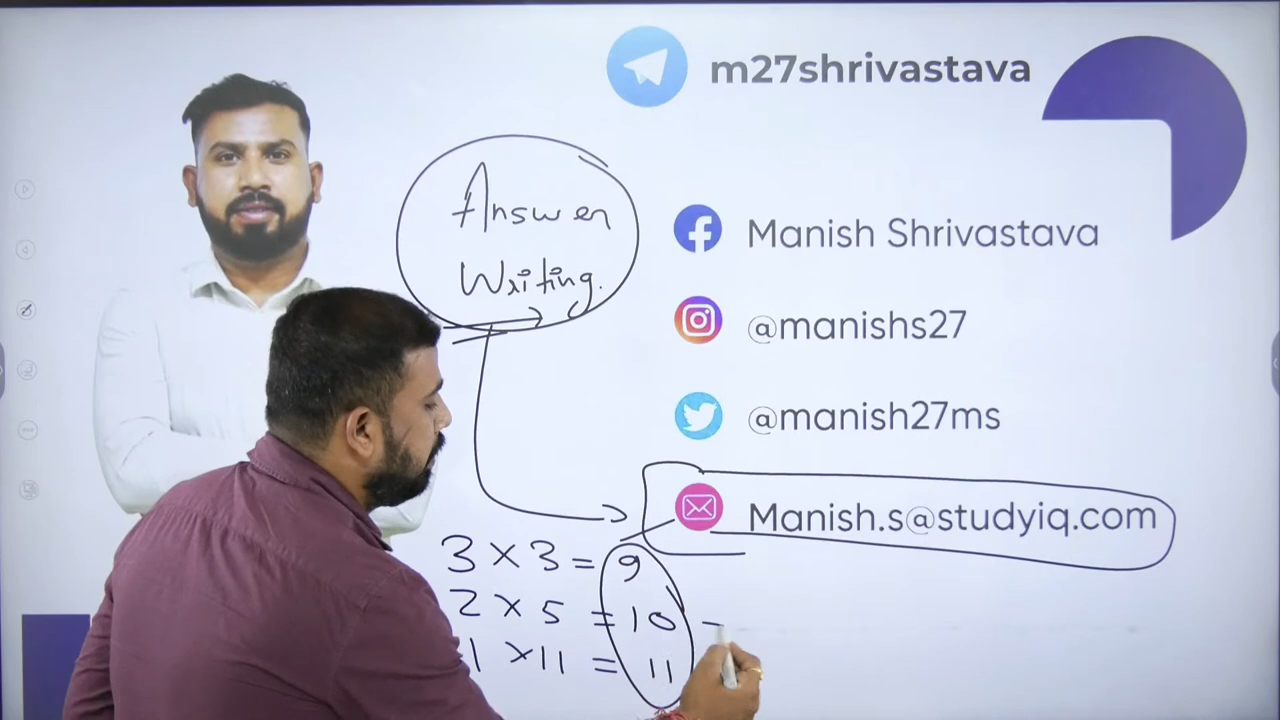 m27shrivastava
Answer
Writing.
Manish Shrivastava
@manishs27
@manish27ms
Manish.s@studyiq.com
3 × 3 = 9
2 × 5 = 10 -
1 × 11 = 11